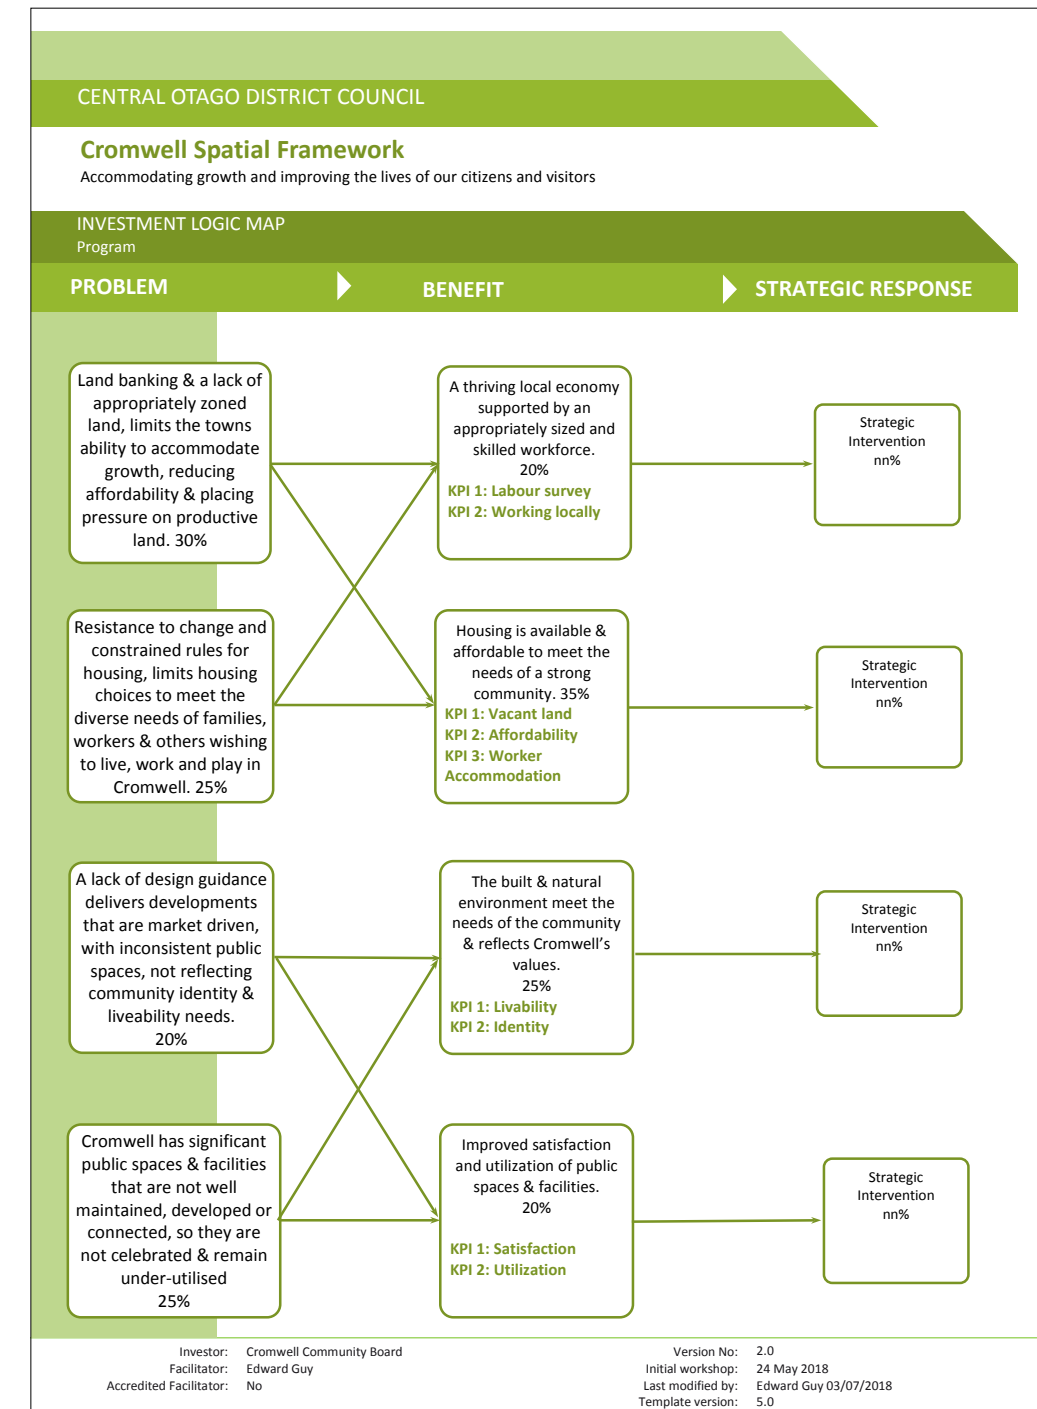 CENTRAL OTAGO DISTRICT COUNCIL
Cromwell Spatial Framework
Accommodating growth and improving the lives of our citizens and visitors
INVESTMENT LOGIC MAP
Program
PROBLEM
BENEFIT
STRATEGIC RESPONSE
Land banking & a lack of
appropriately zoned
land, limits the towns
ability to accommodate
growth, reducing
affordability & placing
pressure on productive
land. 30%
A thriving local economy
supported by an
appropriately sized and
skilled workforce.
20%
KPI 1: Labour survey
KPI 2: Working locally
Strategic
Intervention
nn%
Resistance to change and
constrained rules for
housing, limits housing
choices to meet the
diverse needs of families,
workers & others wishing
to live, work and play in
Cromwell. 25%
Housing is available &
affordable to meet the
needs of a strong
community. 35%
KPI 1: Vacant land
KPI 2: Affordability
KPI 3: Worker
Accommodation
Strategic
Intervention
nn%
A lack of design guidance
delivers developments
that are market driven,
with inconsistent public
spaces, not reflecting
community identity &
liveability needs.
20%
The built & natural
environment meet the
needs of the community
& reflects Cromwell’s
values.
25%
KPI 1: Livability
KPI 2: Identity
Strategic
Intervention
nn%
Cromwell has significant
public spaces & facilities
that are not well
maintained, developed or
connected, so they are
not celebrated & remain
under-utilised
25%
Improved satisfaction
and utilization of public
spaces & facilities.
20%
KPI 1: Satisfaction
KPI 2: Utilization
Strategic
Intervention
nn%
Investor: Cromwell Community Board
Facilitator: Edward Guy
Accredited Facilitator: No
Version No: 2.0
Initial workshop: 24 May 2018
Last modified by: Edward Guy 03/07/2018
Template version: 5.0